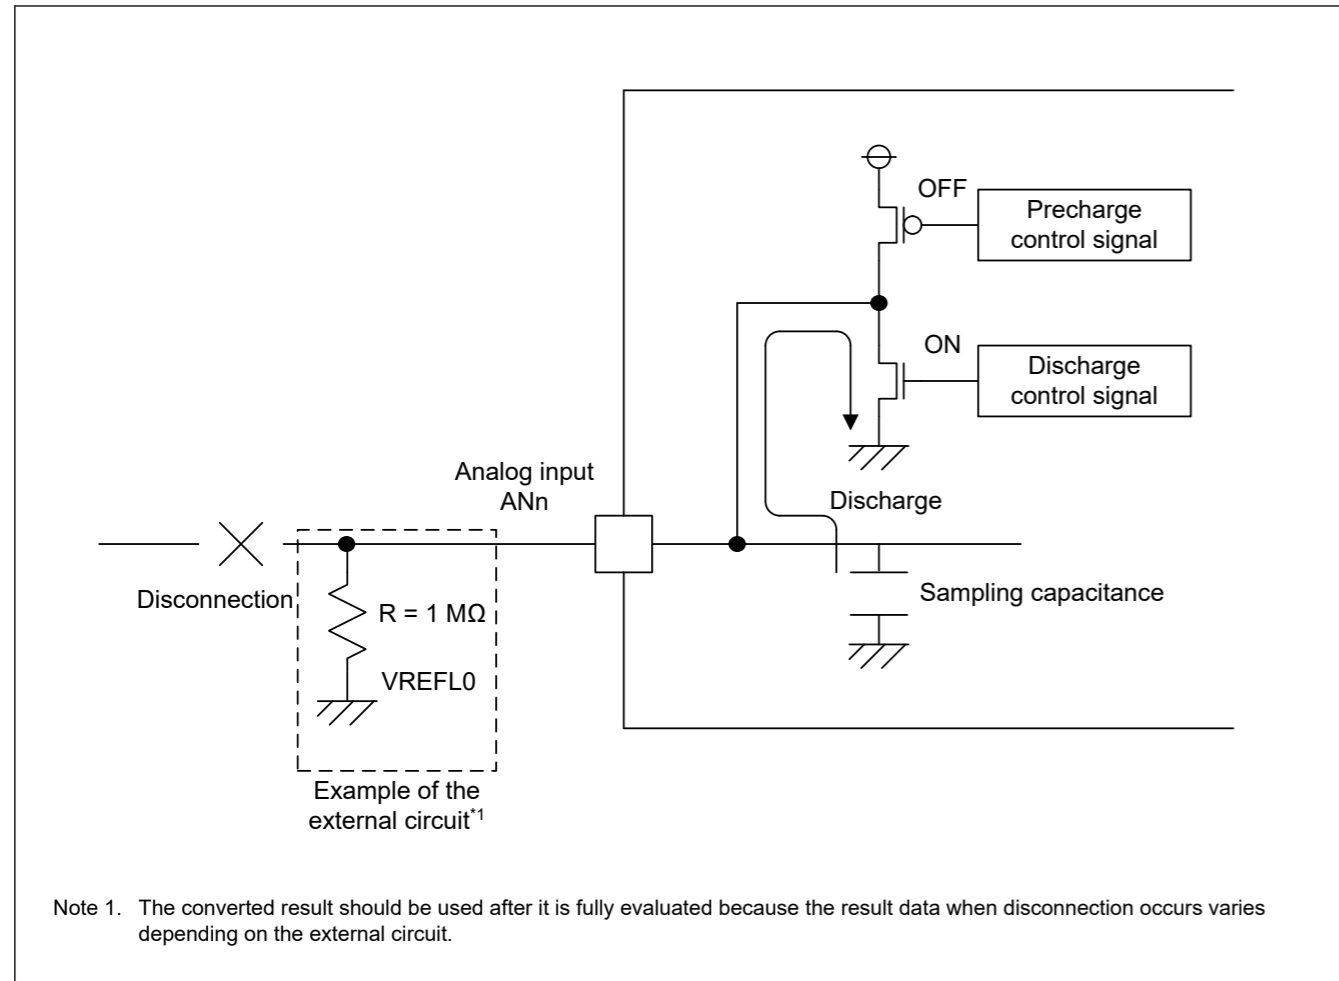 OFF
Precharge
control signal
ON
Discharge
control signal
Analog input
ANn
Discharge
Disconnection
R = 1 MΩ
Sampling capacitance
VREFL0
Example of the
external circuit*1
Note 1. The converted result should be used after it is fully evaluated because the result data when disconnection occurs varies
depending on the external circuit.